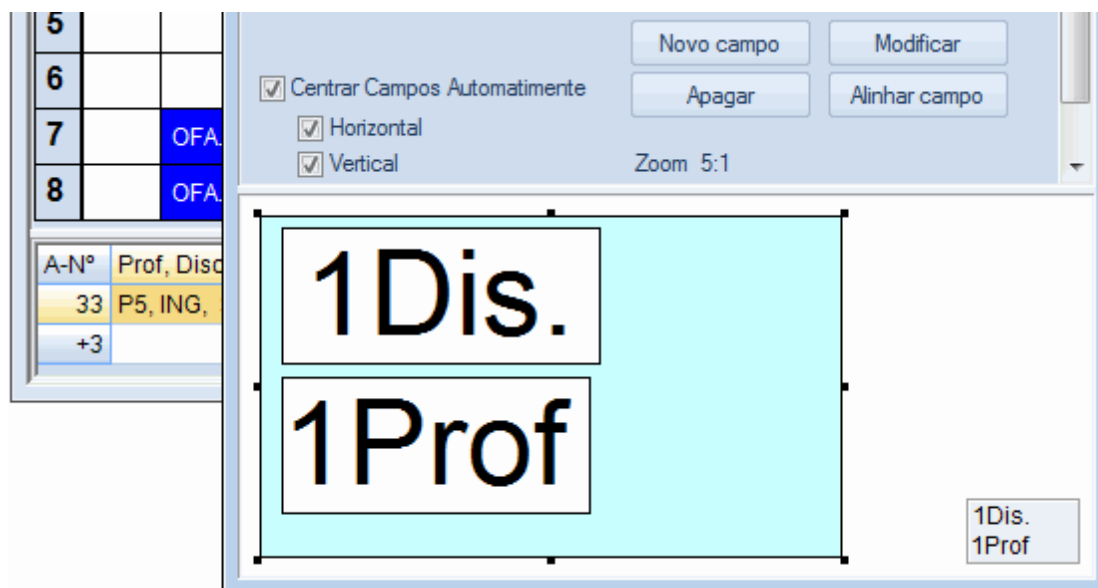 5
6
7 OFA.
8 OFA.
A-Nº Prof, Disc
33 P5, ING,
+3
Novo campo Modificar
Centrar Campos Automatimente Apagar Alinhar campo
Horizontal
Vertical Zoom 5:1
1Dis.
1Prof
1Dis.
1Prof